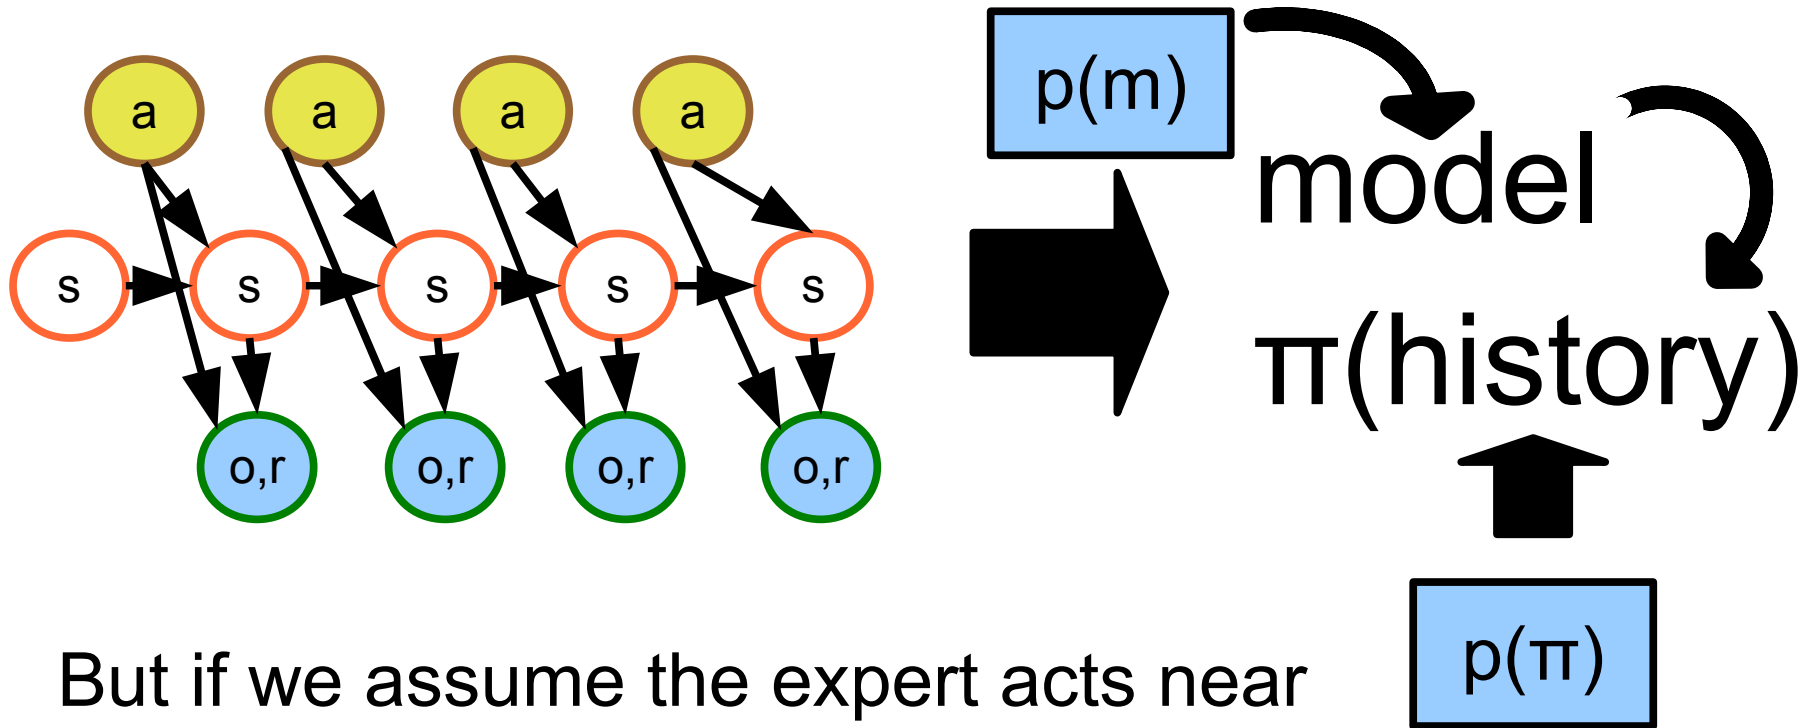 a a a a
s s s s s
o,r o,r o,r o,r
p(m)
model
π(history)
p(π)
But if we assume the expert acts near